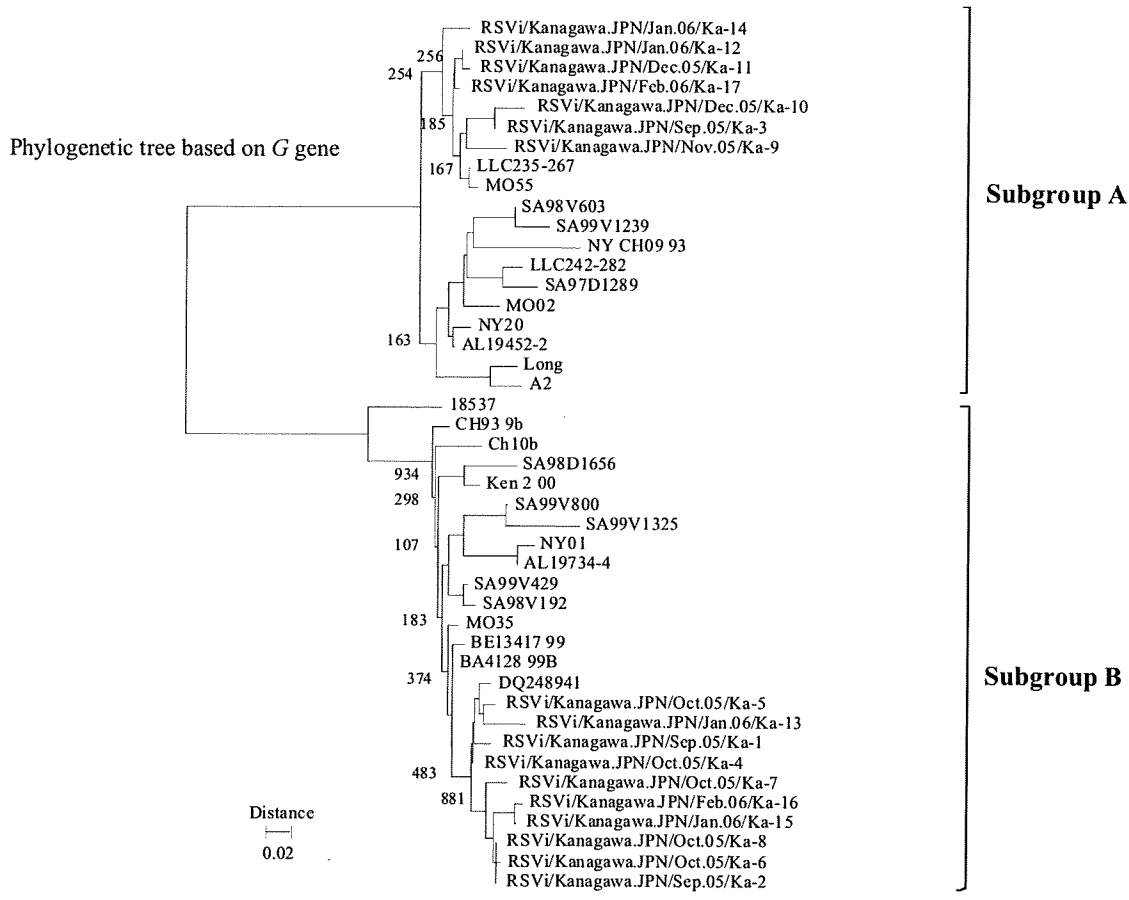 RSVi/Kanagawa.JPN/Jan.06/Ka-14
256
RSVi/Kanagawa.JPN/Jan.06/Ka-12
254
RSVi/Kanagawa.JPN/Dec.05/Ka-11
RSVi/Kanagawa.JPN/Feb.06/Ka-17
RSVi/Kanagawa.JPN/Dec.05/Ka-10
185
RSVi/Kanagawa.JPN/Sep.05/Ka-3
Phylogenetic tree based on G gene
RSVi/Kanagawa.JPN/Nov.05/Ka-9
167
LLC235-267
MO55
Subgroup A
SA98V603
SA99V1239
NY CH09 93
LLC242-282
SA97D1289
MO02
NY20
163
AL19452-2
Long
A2
18537
CH93 9b
Ch10b
934
SA98D1656
Ken 2 00
298
SA99V800
SA99V1325
107
NY01
AL19734-4
SA99V429
SA98V192
183
MO35
BE13417 99
BA4128 99B
374
Subgroup B
DQ248941
RSVi/Kanagawa.JPN/Oct.05/Ka-5
RSVi/Kanagawa.JPN/Jan.06/Ka-13
RSVi/Kanagawa.JPN/Sep.05/Ka-1
483
RSVi/Kanagawa.JPN/Oct.05/Ka-4
RSVi/Kanagawa.JPN/Oct.05/Ka-7
881
RSVi/Kanagawa.JPN/Feb.06/Ka-16
RSVi/Kanagawa.JPN/Jan.06/Ka-15
RSVi/Kanagawa.JPN/Oct.05/Ka-8
RSVi/Kanagawa.JPN/Oct.05/Ka-6
RSVi/Kanagawa.JPN/Sep.05/Ka-2
Distance
0.02